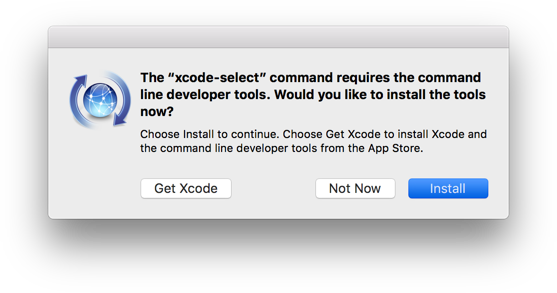 The “xcode-select” command requires the command
line developer tools. Would you like to install the tools
now?
Choose Install to continue. Choose Get Xcode to install Xcode and
the command line developer tools from the App Store.
Get Xcode
Not Now
Install